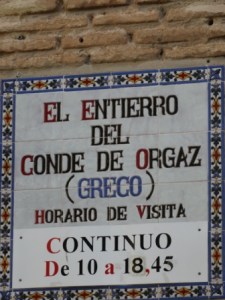 EL ENTIERRO
DEL
CONDE DE ORGAZ
(GRECO)
HORARIO DE VISITA
CONTINUO
De 10 a 18,45